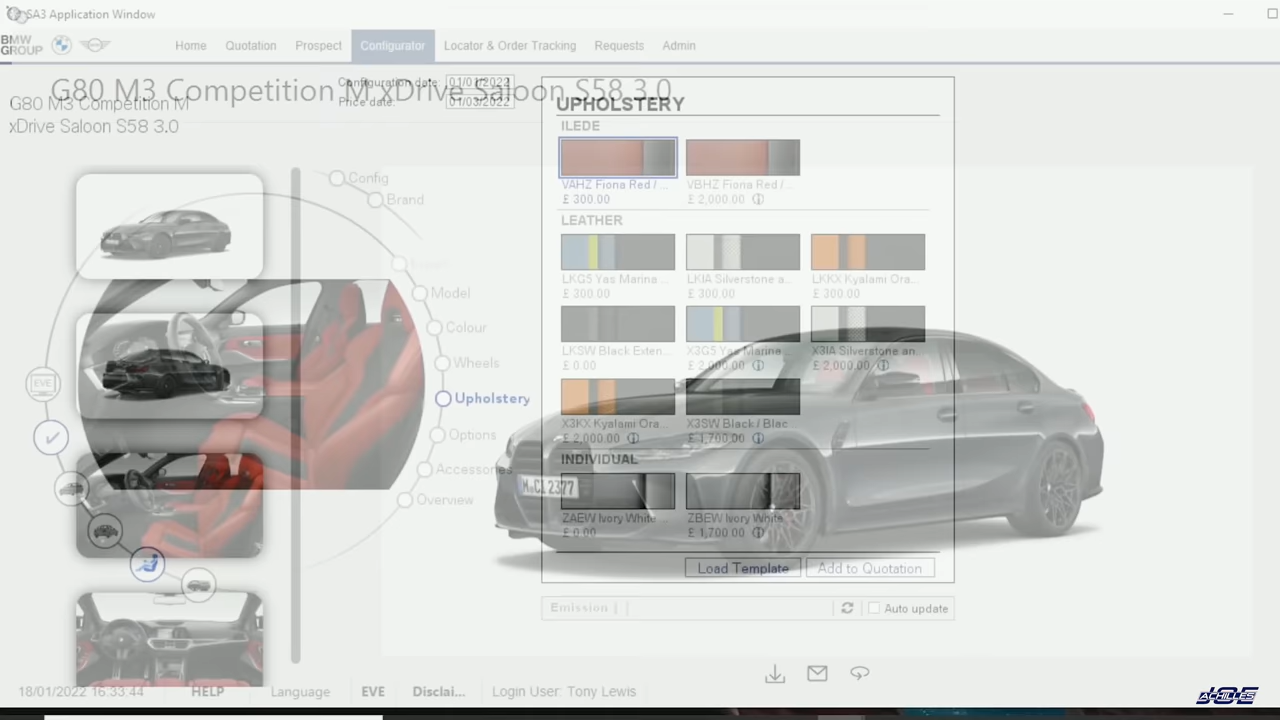 SA3 Application Window
BMW GROUP
Home Quotation Prospect Configurator Locator & Order Tracking Requests Admin
G80 M3 Competition M xDrive Saloon S58 3.0
Configuration date: 01/01/2022
Price date: 01/03/2022
G80 M3 Competition M
xDrive Saloon S58 3.0
Config
Brand
Model
Colour
Wheels
Upholstery
Options
Accessories
Overview
EVE
UPHOLSTERY
ILEDE
VAHZ Fiona Red / ... VBHZ Fiona Red / ...
£ 300.00 £ 2,000.00
LEATHER
LKG5 Yas Marina ... LKIA Silverstone a... LKKX Kyalami Ora...
£ 300.00 £ 300.00 £ 300.00
LKSW Black Exten... X3G5 Yas Marina... X3IA Silverstone an...
£ 0.00 £ 2,000.00 £ 2,000.00
X3KX Kyalami Ora... X3SW Black / Blac
£ 2,000.00 £ 1,700.00
INDIVIDUAL
ZAEW Ivory White ZBEW Ivory White
£ 0.00 £ 1,700.00
Load Template Add to Quotation
Emission
Auto update
18/01/2022 16:33:44 HELP Language EVE Disclai... Login User: Tony Lewis
JOE
ACHILLES